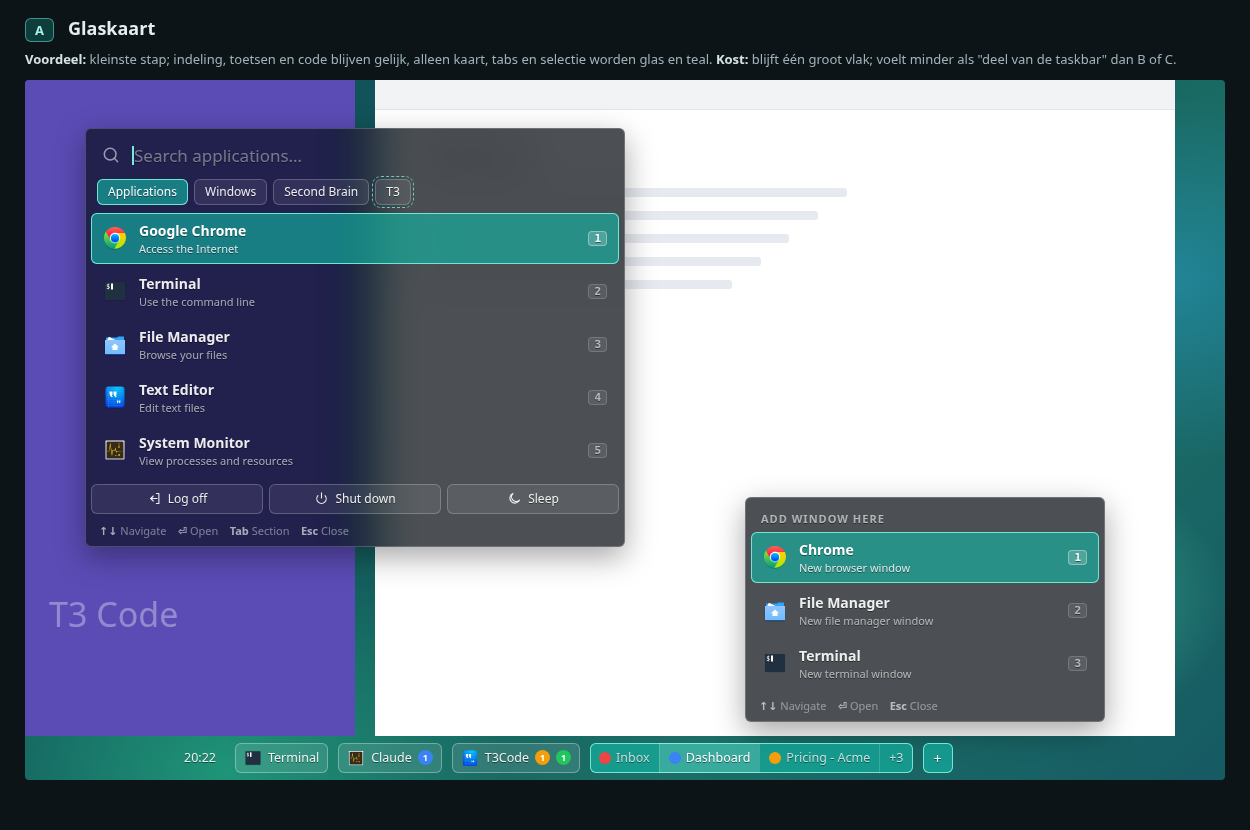 A Glaskaart
Voordeel: kleinste stap; indeling, toetsen en code blijven gelijk, alleen kaart, tabs en selectie worden glas en teal. Kost: blijft één groot vlak; voelt minder als "deel van de taskbar" dan B of C.
Search applications...
Applications Windows Second Brain T3
Google Chrome
Access the Internet
1
Terminal
Use the command line
2
File Manager
Browse your files
3
Text Editor
Edit text files
4
System Monitor
View processes and resources
5
Log off Shut down Sleep
↑↓ Navigate ⏎ Open Tab Section Esc Close
T3 Code
ADD WINDOW HERE
Chrome
New browser window
1
File Manager
New file manager window
2
Terminal
New terminal window
3
↑↓ Navigate ⏎ Open Esc Close
20:22 Terminal Claude 1 T3Code 1 1 Inbox Dashboard Pricing - Acme +3 +